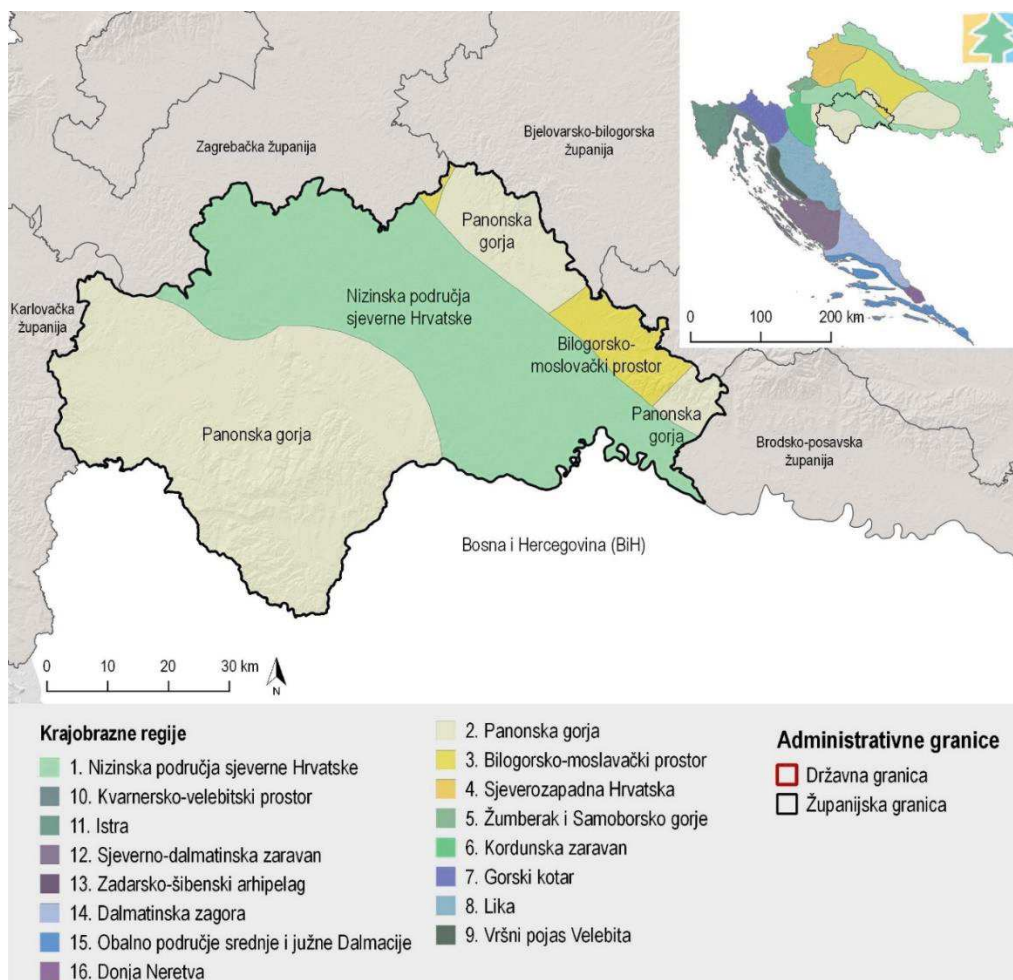 Zagrebačka županija
Bjelovarsko-bilogorska
županija
Karlovačka
županija
Panonska
gorja
Nizinska područja
sjeverne Hrvatske
Bilogorsko-
moslovački prostor
Panonska gorja
Panonska
gorja
Brodsko-posavska
županija
Bosna i Hercegovina (BiH)
0 100 200 km
0 10 20 30 km
N
Krajobrazne regije
1. Nizinska područja sjeverne Hrvatske
10. Kvarnersko-velebitski prostor
11. Istra
12. Sjeverno-dalmatinska zaravan
13. Zadarsko-šibenski arhipelag
14. Dalmatinska zagora
15. Obalno područje srednje i južne Dalmacije
16. Donja Neretva
2. Panonska gorja
3. Bilogorsko-moslavački prostor
4. Sjeverozapadna Hrvatska
5. Žumberak i Samoborsko gorje
6. Kordunska zaravan
7. Gorski kotar
8. Lika
9. Vršni pojas Velebita
Administrativne granice
Državna granica
Županijska granica